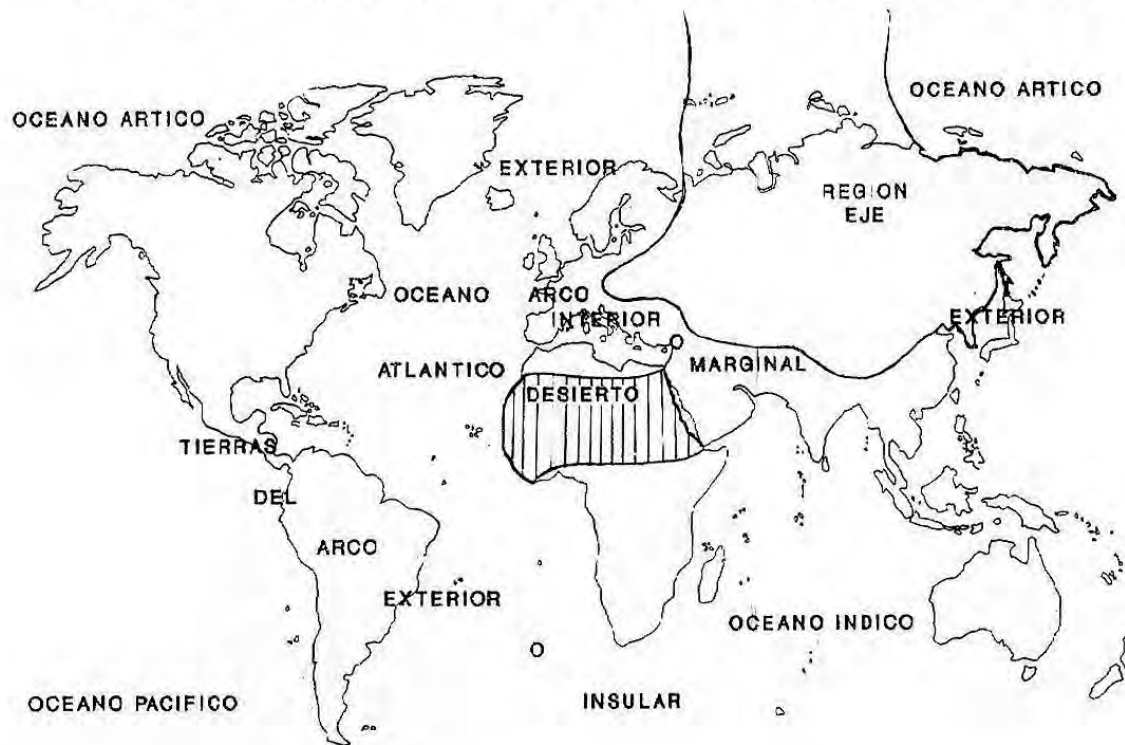 OCEANO ARTICO
OCEANO ARTICO
EXTERIOR
REGION
EJE
OCEANO
ARCO
INTERIOR
EXTERIOR
ATLANTICO
MARGINAL
DESIERTO
TIERRAS
DEL
ARCO
EXTERIOR
OCEANO INDICO
OCEANO PACIFICO
INSULAR